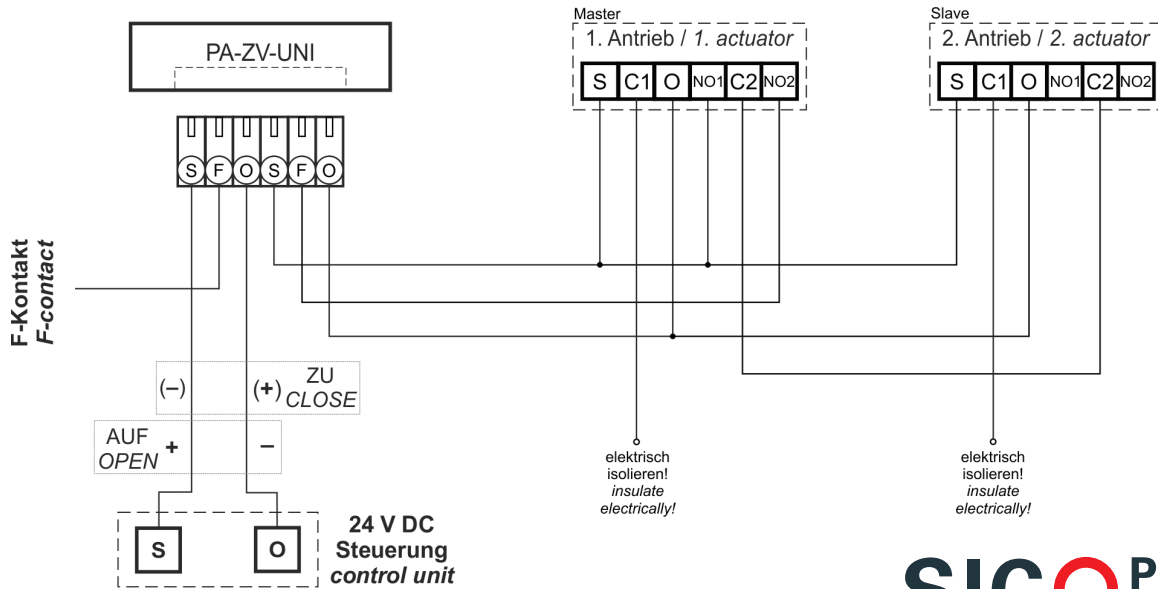 PA-ZV-UNI
S F O S F O
Master
1. Antrieb / 1. actuator
S C1 O NO1 C2 NO2
Slave
2. Antrieb / 2. actuator
S C1 O NO1 C2 NO2
F-Kontakt
F-contact
(–) (+) ZU
CLOSE
AUF
OPEN + –
S O
24 V DC
Steuerung
control unit
elektrisch
isolieren!
insulate
electrically!
elektrisch
isolieren!
insulate
electrically!